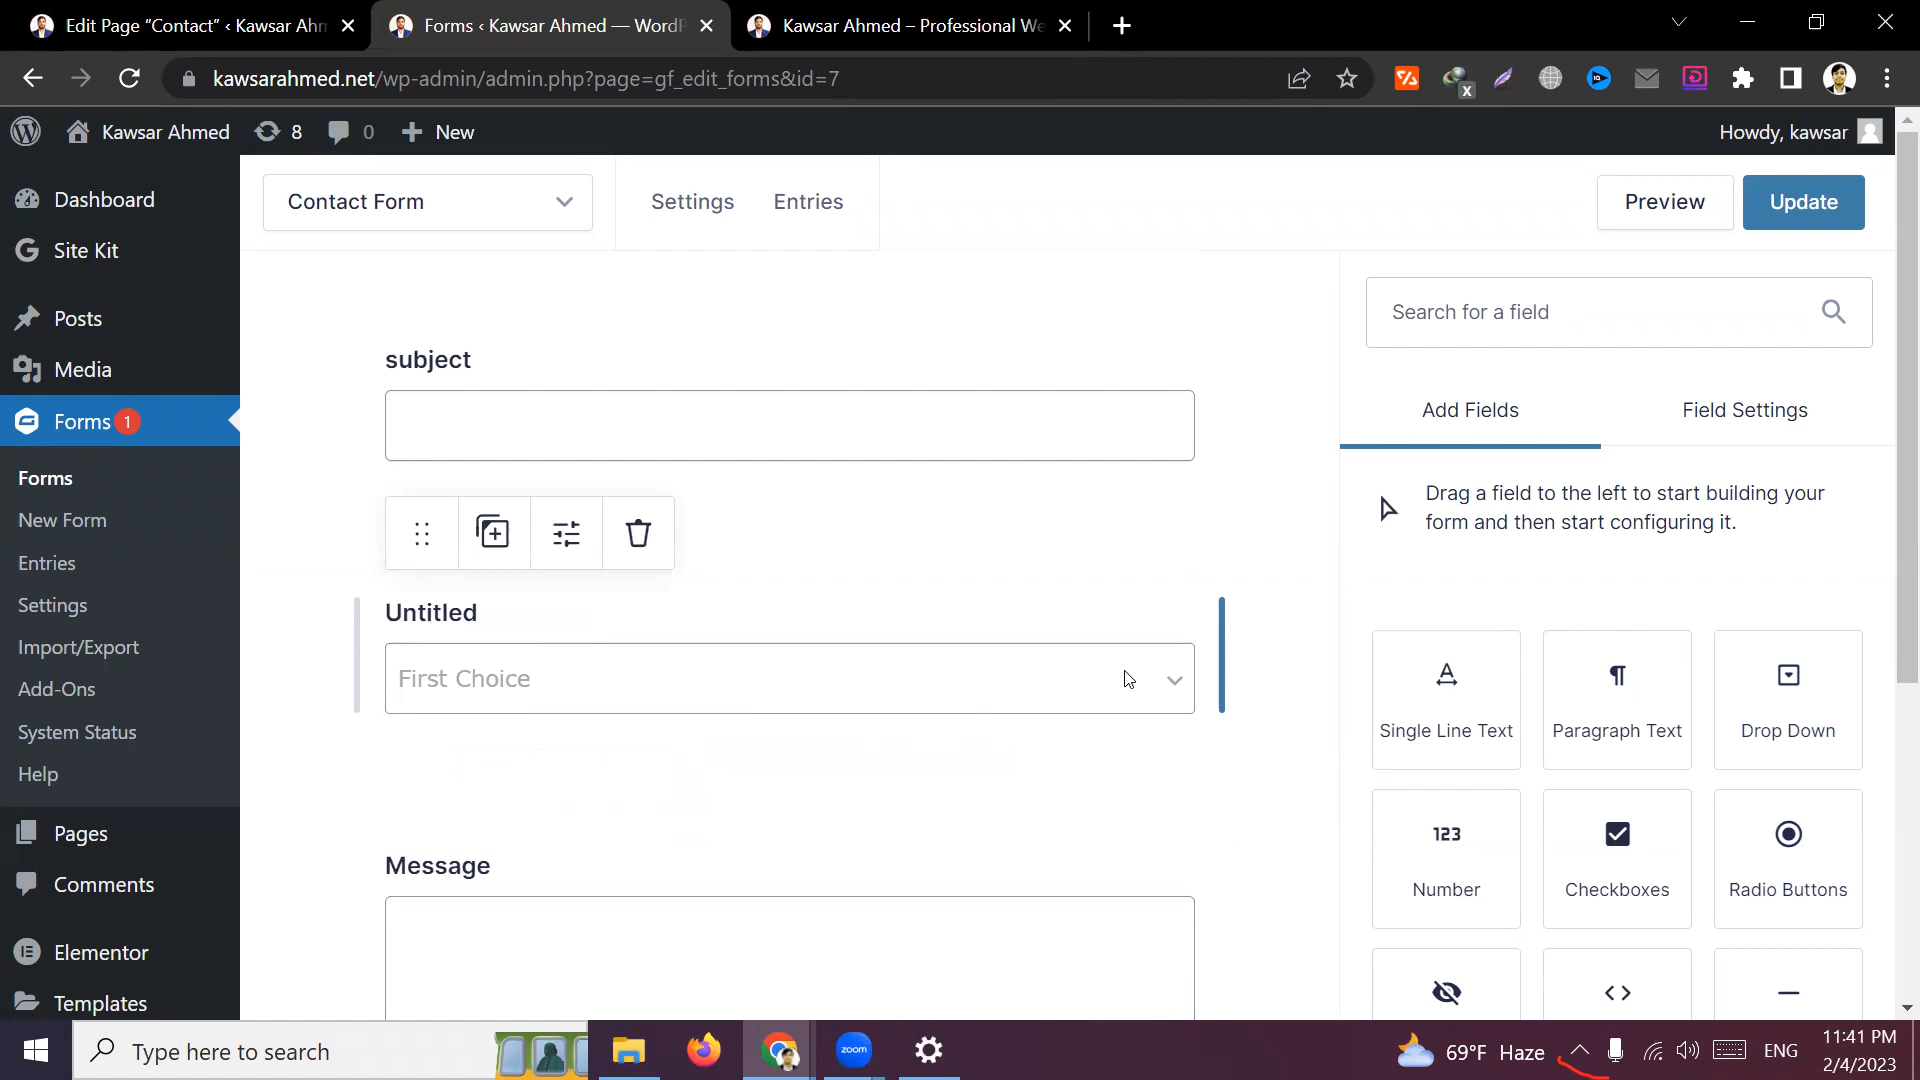 Edit Page “Contact” ‹ Kawsar Ahm
Forms ‹ Kawsar Ahmed — WordP
Kawsar Ahmed – Professional We
kawsarahmed.net/wp-admin/admin.php?page=gf_edit_forms&id=7
Kawsar Ahmed
8
0
New
Howdy, kawsar
Dashboard
Site Kit
Posts
Media
Forms 1
Forms
New Form
Entries
Settings
Import/Export
Add-Ons
System Status
Help
Pages
Comments
Elementor
Templates
Contact Form
Settings
Entries
Preview
Update
subject
Untitled
First Choice
Message
Search for a field
Add Fields
Field Settings
Drag a field to the left to start building your
form and then start configuring it.
Single Line Text
Paragraph Text
Drop Down
123
Number
Checkboxes
Radio Buttons
Type here to search
zoom
69°F Haze
ENG
11:41 PM
2/4/2023